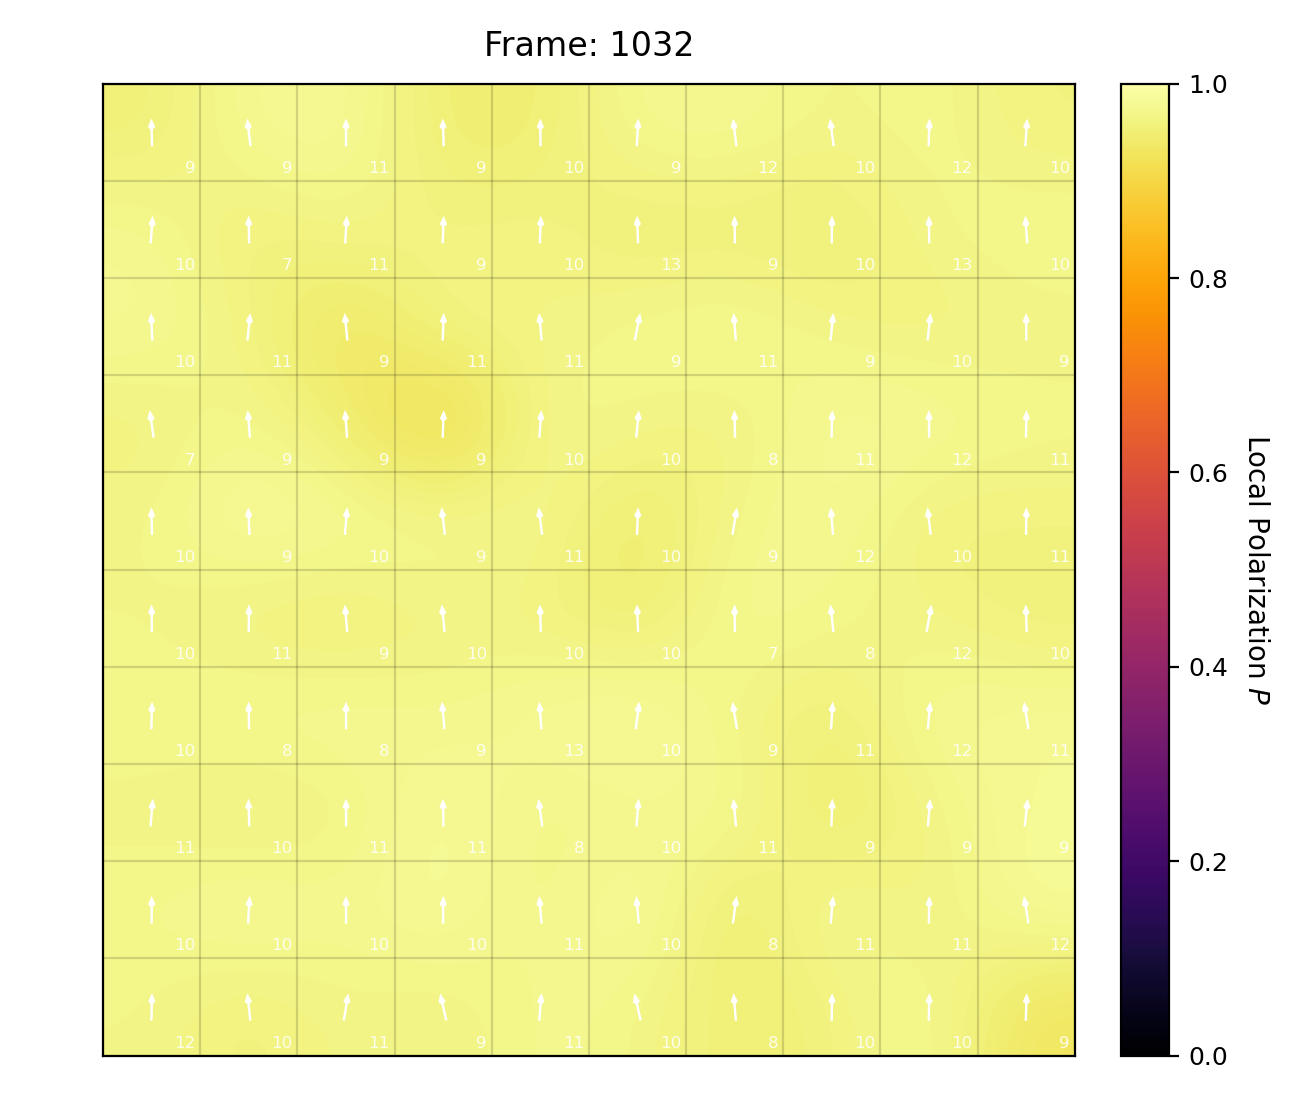 Frame: 1032
9 9 11 9 10 9 12 10 12 10
10 7 11 9 10 13 9 10 13 10
10 11 9 11 11 9 11 9 10 9
7 9 9 9 10 10 8 11 12 11
10 9 10 9 11 10 9 12 10 11
10 11 9 10 10 10 7 8 12 10
10 8 8 9 13 10 9 11 12 11
11 10 11 11 8 10 11 9 9 9
10 10 10 10 11 10 8 11 11 12
12 10 11 9 11 10 8 10 10 9
1.0
0.8
0.6
0.4
0.2
0.0
Local Polarization P